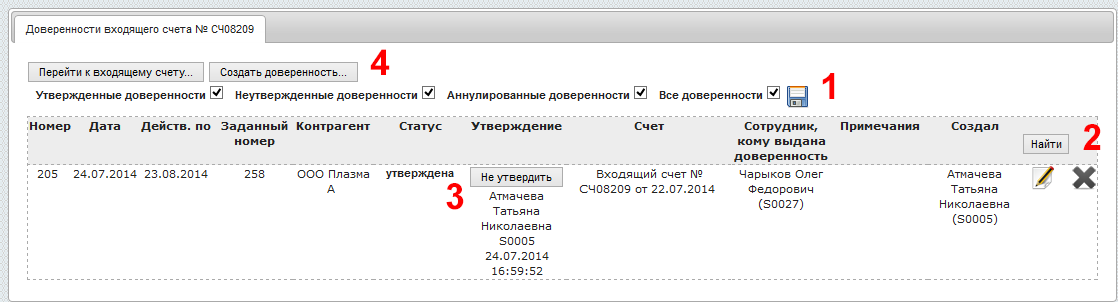 Доверенности входящего счета № СЧ08209
4
Перейти к входящему счету... Создать доверенность...
1
Утвержденные доверенности Неутвержденные доверенности Аннулированные доверенности Все доверенности
Номер Дата Действ. по Заданный номер Контрагент Статус Утверждение Счет Сотрудник, кому выдана доверенность Примечания Создал Найти
2
205 24.07.2014 23.08.2014 258 ООО Плазма А утверждена Не утвердить
3
Атмачева
Татьяна
Николаевна
S0005
24.07.2014
16:59:52
Входящий счет №
СЧ08209 от 22.07.2014
Чарыков Олег
Федорович
(S0027)
Атмачева
Татьяна
Николаевна
(S0005)